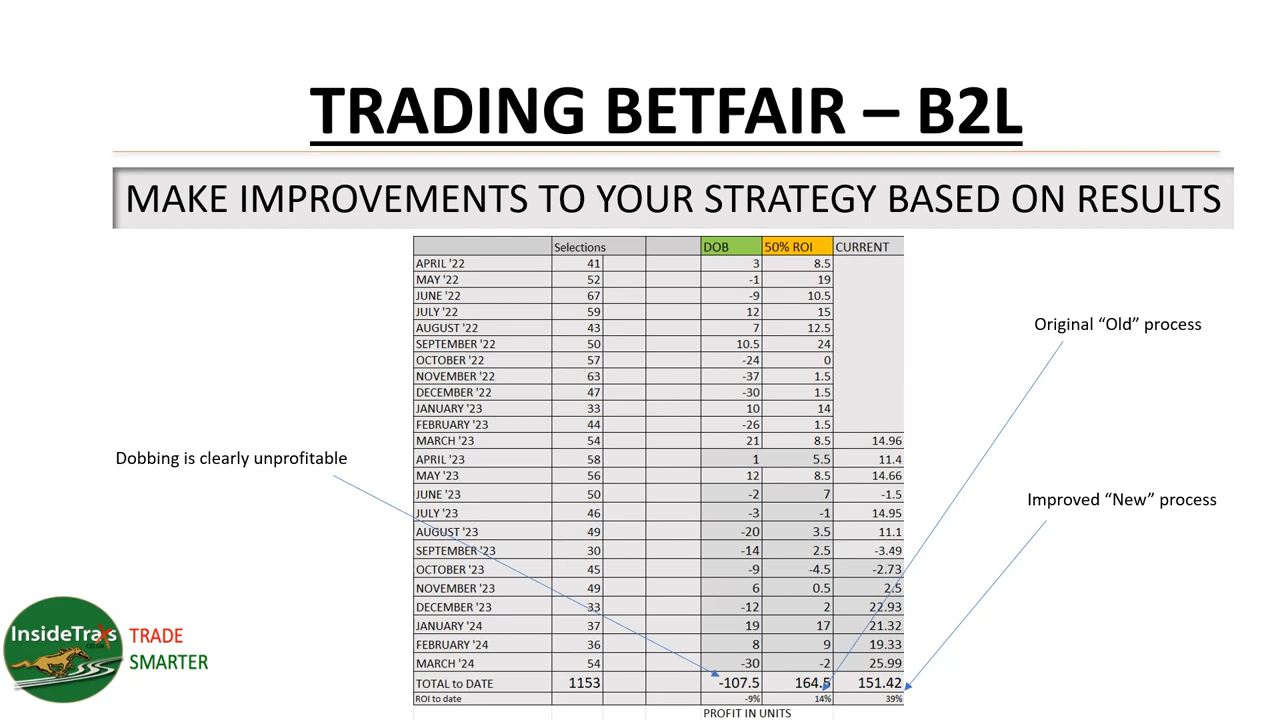 TRADING BETFAIR – B2L
MAKE IMPROVEMENTS TO YOUR STRATEGY BASED ON RESULTS
Selections DOB 50% ROI CURRENT
APRIL '22 41 3 8.5
MAY '22 52 -1 19
JUNE '22 67 -9 10.5
JULY '22 59 12 15
AUGUST '22 43 7 12.5
SEPTEMBER '22 50 10.5 24
OCTOBER '22 57 -24 0
NOVEMBER '22 63 -37 1.5
DECEMBER '22 47 -30 1.5
JANUARY '23 33 10 14
FEBRUARY '23 44 -26 1.5
MARCH '23 54 21 8.5 14.96
APRIL '23 58 1 5.5 11.4
MAY '23 56 12 8.5 14.66
JUNE '23 50 -2 7 -1.5
JULY '23 46 -3 -1 14.95
AUGUST '23 49 -20 3.5 11.1
SEPTEMBER '23 30 -14 2.5 -3.49
OCTOBER '23 45 -9 -4.5 -2.73
NOVEMBER '23 49 6 0.5 2.5
DECEMBER '23 33 -12 2 22.93
JANUARY '24 37 19 17 21.32
FEBRUARY '24 36 8 9 19.33
MARCH '24 54 -30 -2 25.99
TOTAL to DATE 1153 -107.5 164.5 151.42
ROI to date -9% 14% 39%
PROFIT IN UNITS
Original “Old” process
Dobbing is clearly unprofitable
Improved “New” process
InsideTraxs
.co.uk
TRADE
SMARTER